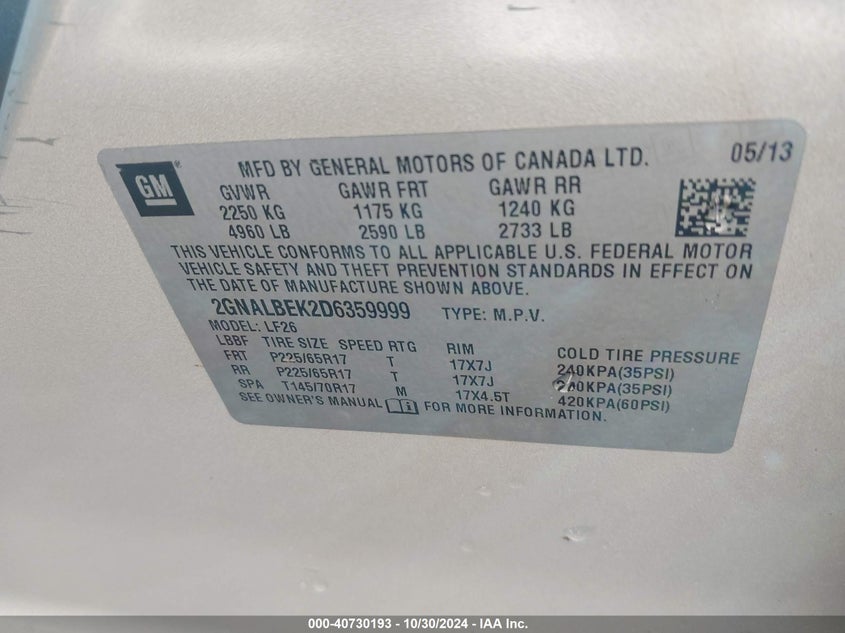 GM ® MFD BY GENERAL MOTORS OF CANADA LTD. 05/13
GVWR GAWR FRT GAWR RR
2250 KG 1175 KG 1240 KG
4960 LB 2590 LB 2733 LB
THIS VEHICLE CONFORMS TO ALL APPLICABLE U.S. FEDERAL MOTOR
VEHICLE SAFETY AND THEFT PREVENTION STANDARDS IN EFFECT ON
THE DATE OF MANUFACTURE SHOWN ABOVE.
2GNALBEK2D6359999 TYPE: M.P.V.
MODEL: LF26
LBBF TIRE SIZE SPEED RTG RIM COLD TIRE PRESSURE
FRT P225/65R17 T 17X7J 240KPA(35PSI)
RR P225/65R17 T 17X7J 240KPA(35PSI)
SPA T145/70R17 M 17X4.5T 420KPA(60PSI)
SEE OWNER'S MANUAL FOR MORE INFORMATION.
000-40730193 - 10/30/2024 - IAA Inc.